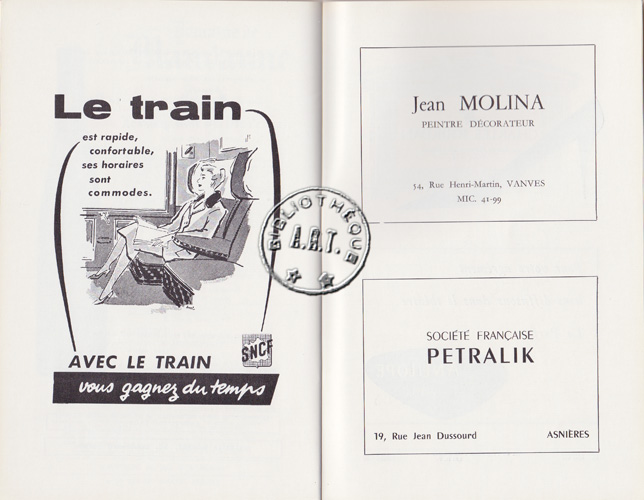 Le train
est rapide,
confortable,
ses horaires
sont
commodes.
AVEC LE TRAIN
SNCF
vous gagnez du temps
BIBLIOTHÈQUE
A.R.T.
Jean MOLINA
PEINTRE DÉCORATEUR
54, Rue Henri-Martin, VANVES
MIC. 41-99
SOCIÉTÉ FRANÇAISE
PETRALIK
19, Rue Jean Dussourd ASNIÈRES